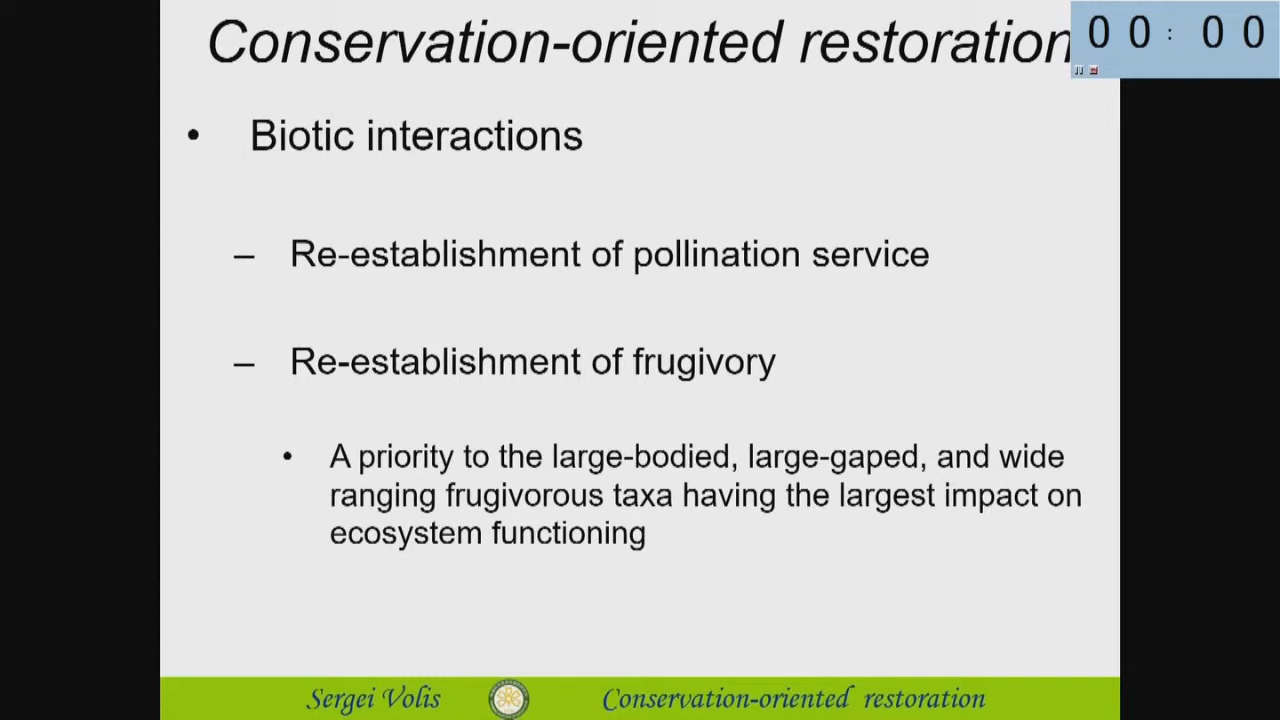 Conservation-oriented restoration
00:00
• Biotic interactions
– Re-establishment of pollination service
– Re-establishment of frugivory
• A priority to the large-bodied, large-gaped, and wide
ranging frugivorous taxa having the largest impact on
ecosystem functioning
Sergei Volis
Conservation-oriented restoration